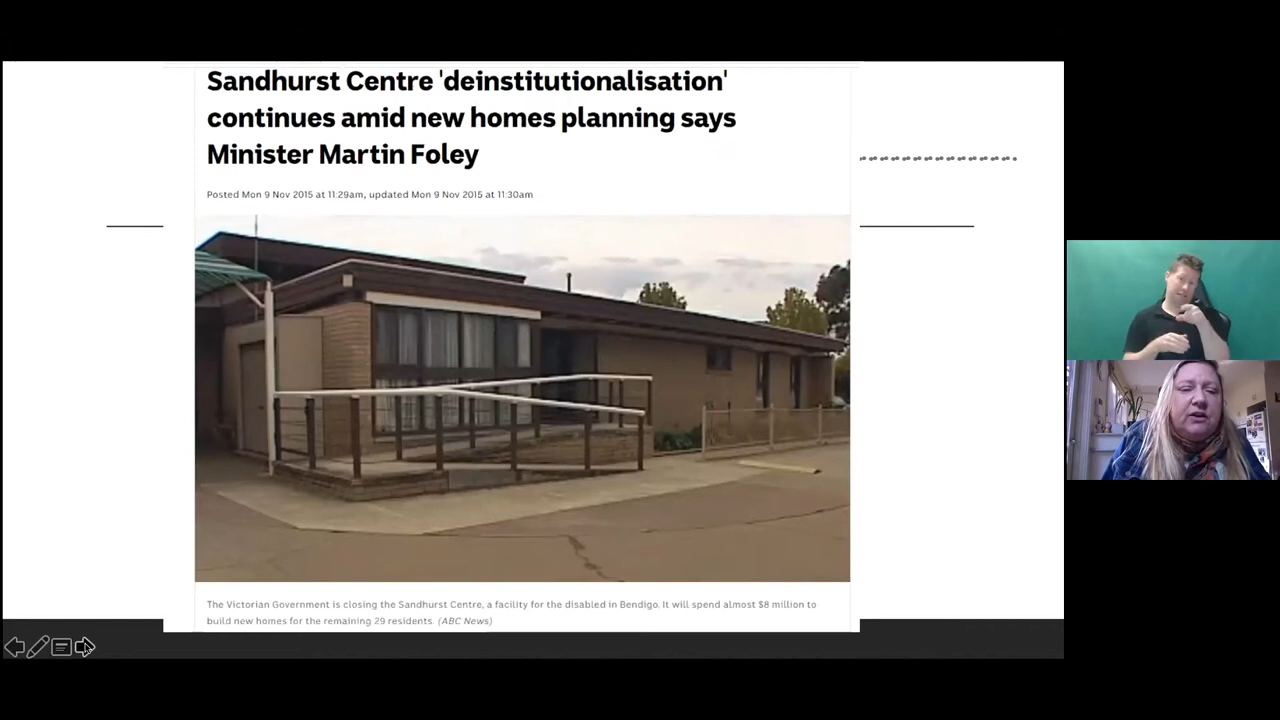 Sandhurst Centre 'deinstitutionalisation'
continues amid new homes planning says
Minister Martin Foley
Posted Mon 9 Nov 2015 at 11:29am, updated Mon 9 Nov 2015 at 11:30am
The Victorian Government is closing the Sandhurst Centre, a facility for the disabled in Bendigo. It will spend almost $8 million to
build new homes for the remaining 29 residents. (ABC News)